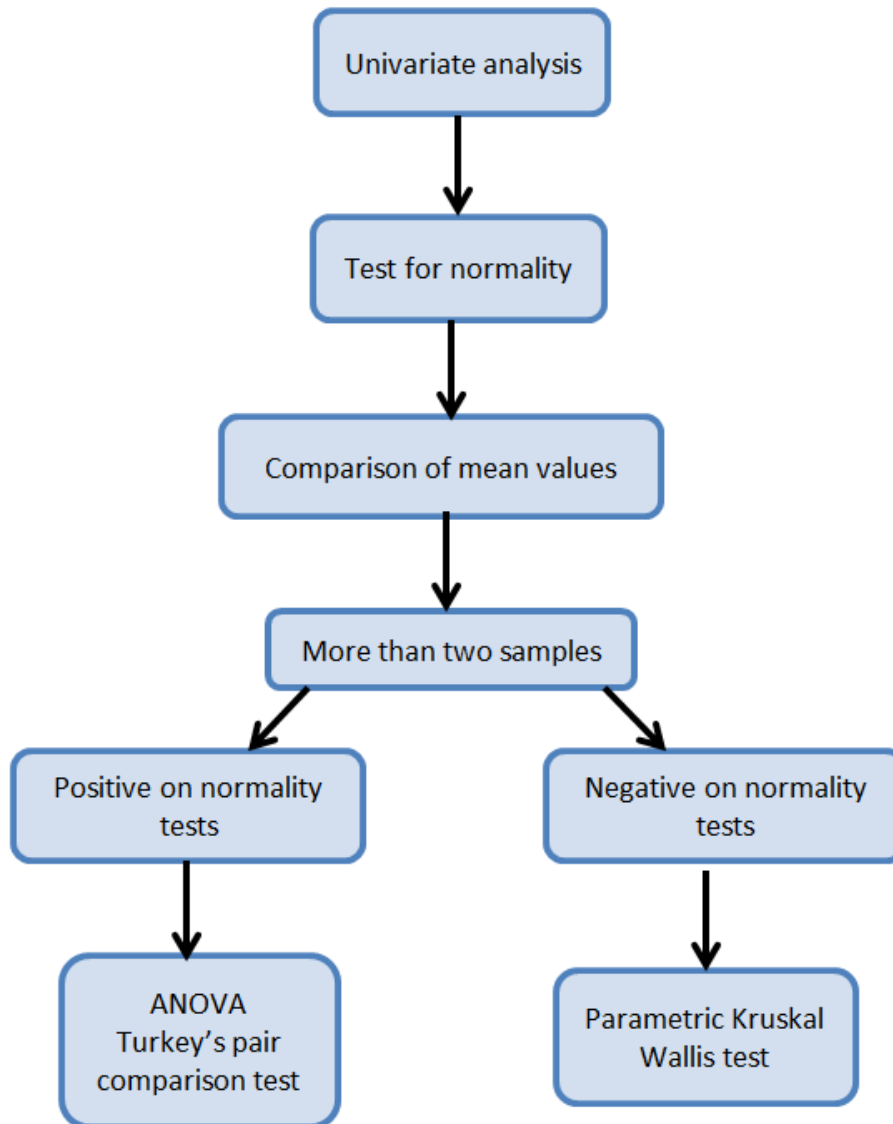 Univariate analysis
Test for normality
Comparison of mean values
More than two samples
Positive on normality
tests
Negative on normality
tests
ANOVA
Turkey’s pair
comparison test
Parametric Kruskal
Wallis test